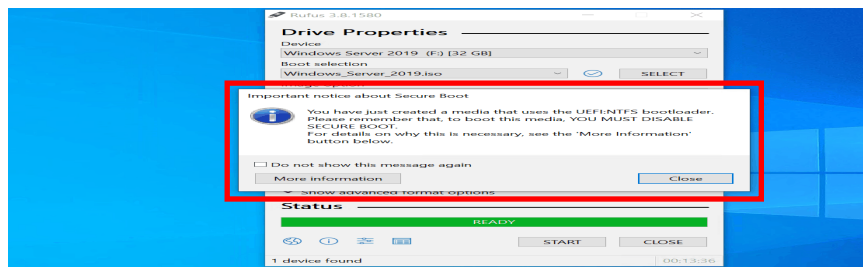 Rufus 3.8.1580
Drive Properties
Device
Windows Server 2019 (F:) [32 GB]
Boot selection
Windows_Server_2019.iso
SELECT
Important notice about Secure Boot
You have just created a media that uses the UEFI:NTFS bootloader.
Please remember that, to boot this media, YOU MUST DISABLE
SECURE BOOT.
For details on why this is necessary, see the 'More Information'
button below.
Do not show this message again
More information
Close
Show advanced format options
Status
READY
START
CLOSE
1 device found
00:13:36